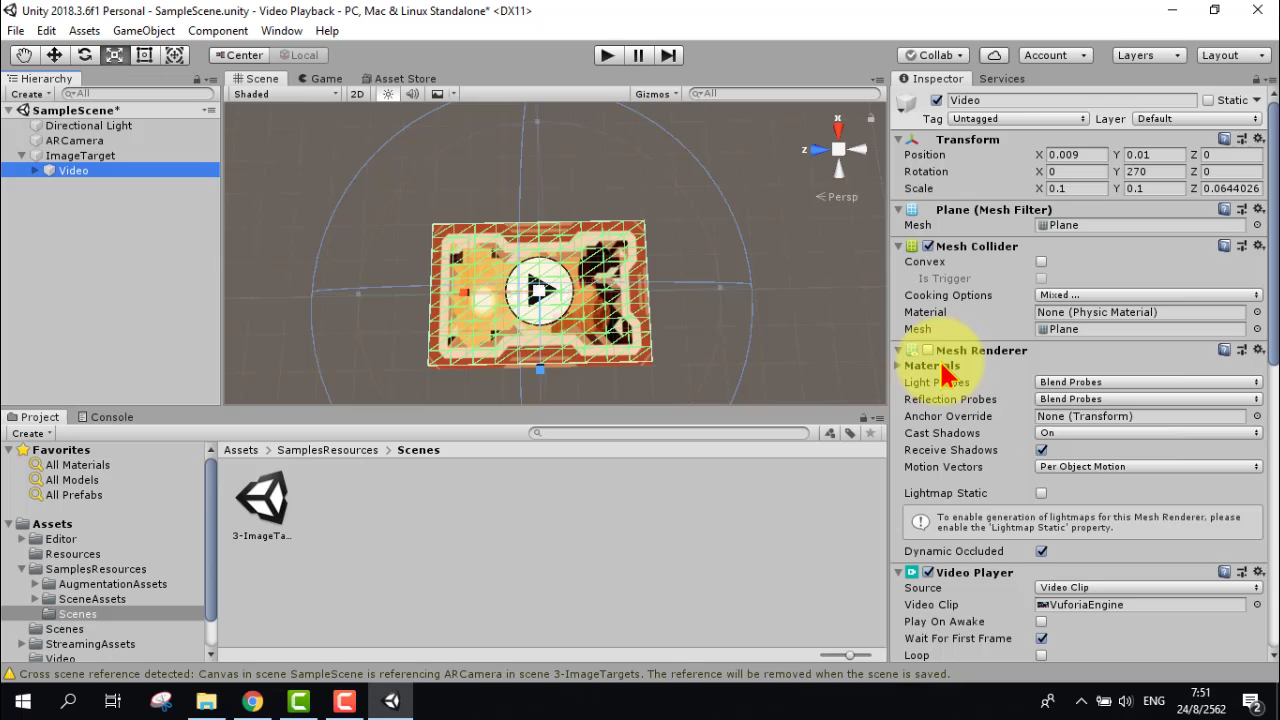 Unity 2018.3.6f1 Personal - SampleScene.unity - Video Playback - PC, Mac & Linux Standalone* <DX11>
File Edit Assets GameObject Component Window Help
Center Local Collab Account Layers Layout
Hierarchy
Create All
SampleScene*
Directional Light
ARCamera
ImageTarget
Video
Scene Game Asset Store
Shaded 2D Gizmos All
x
z
Persp
Inspector Services
Video Static
Tag Untagged Layer Default
Transform
Position X 0.009 Y 0.01 Z 0
Rotation X 0 Y 270 Z 0
Scale X 0.1 Y 0.1 Z 0.0644026
Plane (Mesh Filter)
Mesh Plane
Mesh Collider
Convex
Is Trigger
Cooking Options Mixed ...
Material None (Physic Material)
Mesh Plane
Mesh Renderer
Materials
Light Probes Blend Probes
Reflection Probes Blend Probes
Anchor Override None (Transform)
Cast Shadows On
Receive Shadows
Motion Vectors Per Object Motion
Lightmap Static
To enable generation of lightmaps for this Mesh Renderer, please
enable the 'Lightmap Static' property.
Dynamic Occluded
Video Player
Source Video Clip
Video Clip VuforiaEngine
Play On Awake
Wait For First Frame
Loop
Project Console
Create
Favorites
All Materials
All Models
All Prefabs
Assets
Editor
Resources
SamplesResources
AugmentationAssets
SceneAssets
Scenes
Scenes
StreamingAssets
Video
Assets SamplesResources Scenes
3-ImageTa...
Cross scene reference detected: Canvas in scene SampleScene is referencing ARCamera in scene 3-ImageTargets. The reference will be removed when the scene is saved.
ENG
7:51
24/8/2562
2